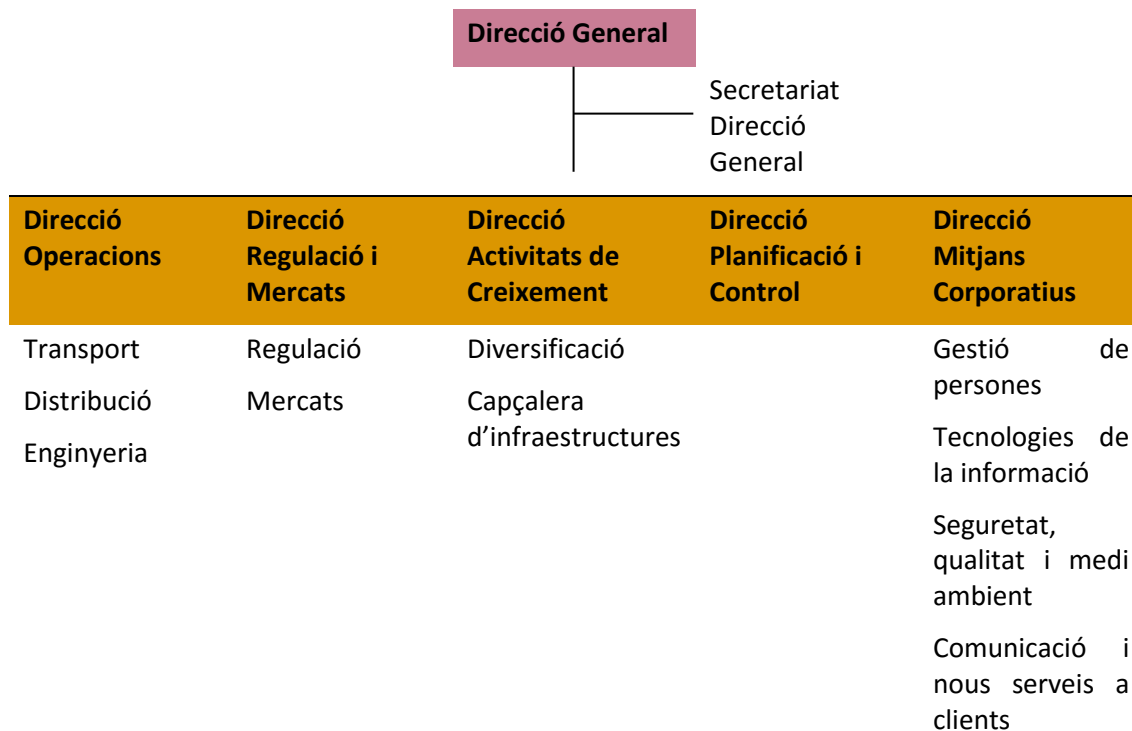 Direcció General
Secretariat
Direcció
General
Direcció
Operacions
Direcció
Regulació i
Mercats
Direcció
Activitats de
Creixement
Direcció
Planificació i
Control
Direcció
Mitjans
Corporatius
Transport
Distribució
Enginyeria
Regulació
Mercats
Diversificació
Capçalera
d’infraestructures
Gestió de
persones
Tecnologies de
la informació
Seguretat,
qualitat i medi
ambient
Comunicació i
nous serveis a
clients